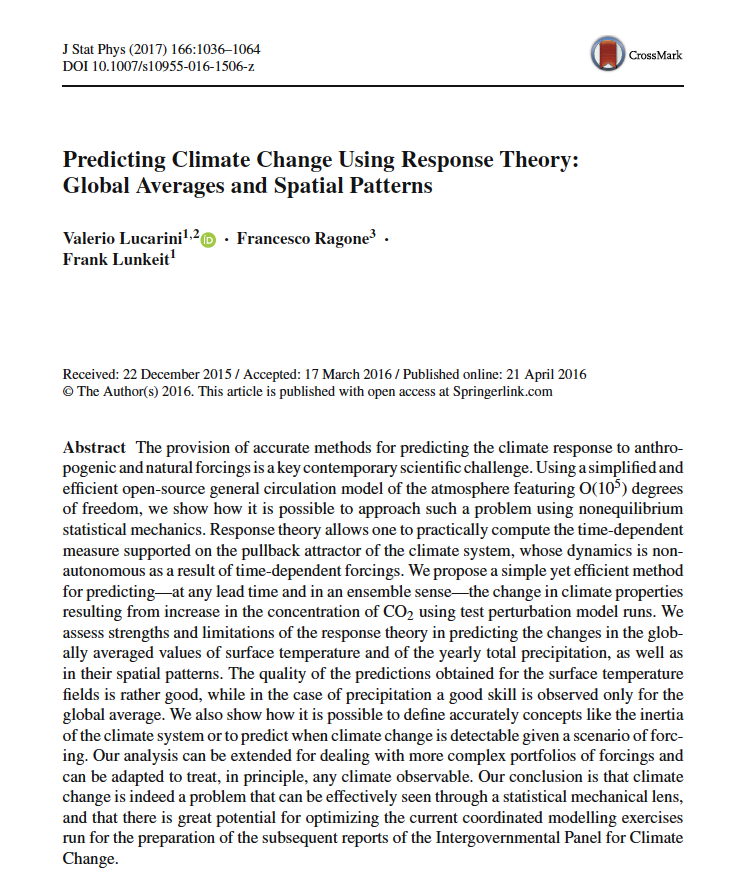 J Stat Phys (2017) 166:1036–1064
DOI 10.1007/s10955-016-1506-z
CrossMark
Predicting Climate Change Using Response Theory:
Global Averages and Spatial Patterns
Valerio Lucarini1,2 iD · Francesco Ragone3 ·
Frank Lunkeit1
Received: 22 December 2015 / Accepted: 17 March 2016 / Published online: 21 April 2016
© The Author(s) 2016. This article is published with open access at Springerlink.com
Abstract The provision of accurate methods for predicting the climate response to anthro-
pogenic and natural forcings is a key contemporary scientific challenge. Using a simplified and
efficient open-source general circulation model of the atmosphere featuring O(10⁵) degrees
of freedom, we show how it is possible to approach such a problem using nonequilibrium
statistical mechanics. Response theory allows one to practically compute the time-dependent
measure supported on the pullback attractor of the climate system, whose dynamics is non-
autonomous as a result of time-dependent forcings. We propose a simple yet efficient method
for predicting—at any lead time and in an ensemble sense—the change in climate properties
resulting from increase in the concentration of CO₂ using test perturbation model runs. We
assess strengths and limitations of the response theory in predicting the changes in the glob-
ally averaged values of surface temperature and of the yearly total precipitation, as well as
in their spatial patterns. The quality of the predictions obtained for the surface temperature
fields is rather good, while in the case of precipitation a good skill is observed only for the
global average. We also show how it is possible to define accurately concepts like the inertia
of the climate system or to predict when climate change is detectable given a scenario of forc-
ing. Our analysis can be extended for dealing with more complex portfolios of forcings and
can be adapted to treat, in principle, any climate observable. Our conclusion is that climate
change is indeed a problem that can be effectively seen through a statistical mechanical lens,
and that there is great potential for optimizing the current coordinated modelling exercises
run for the preparation of the subsequent reports of the Intergovernmental Panel for Climate
Change.